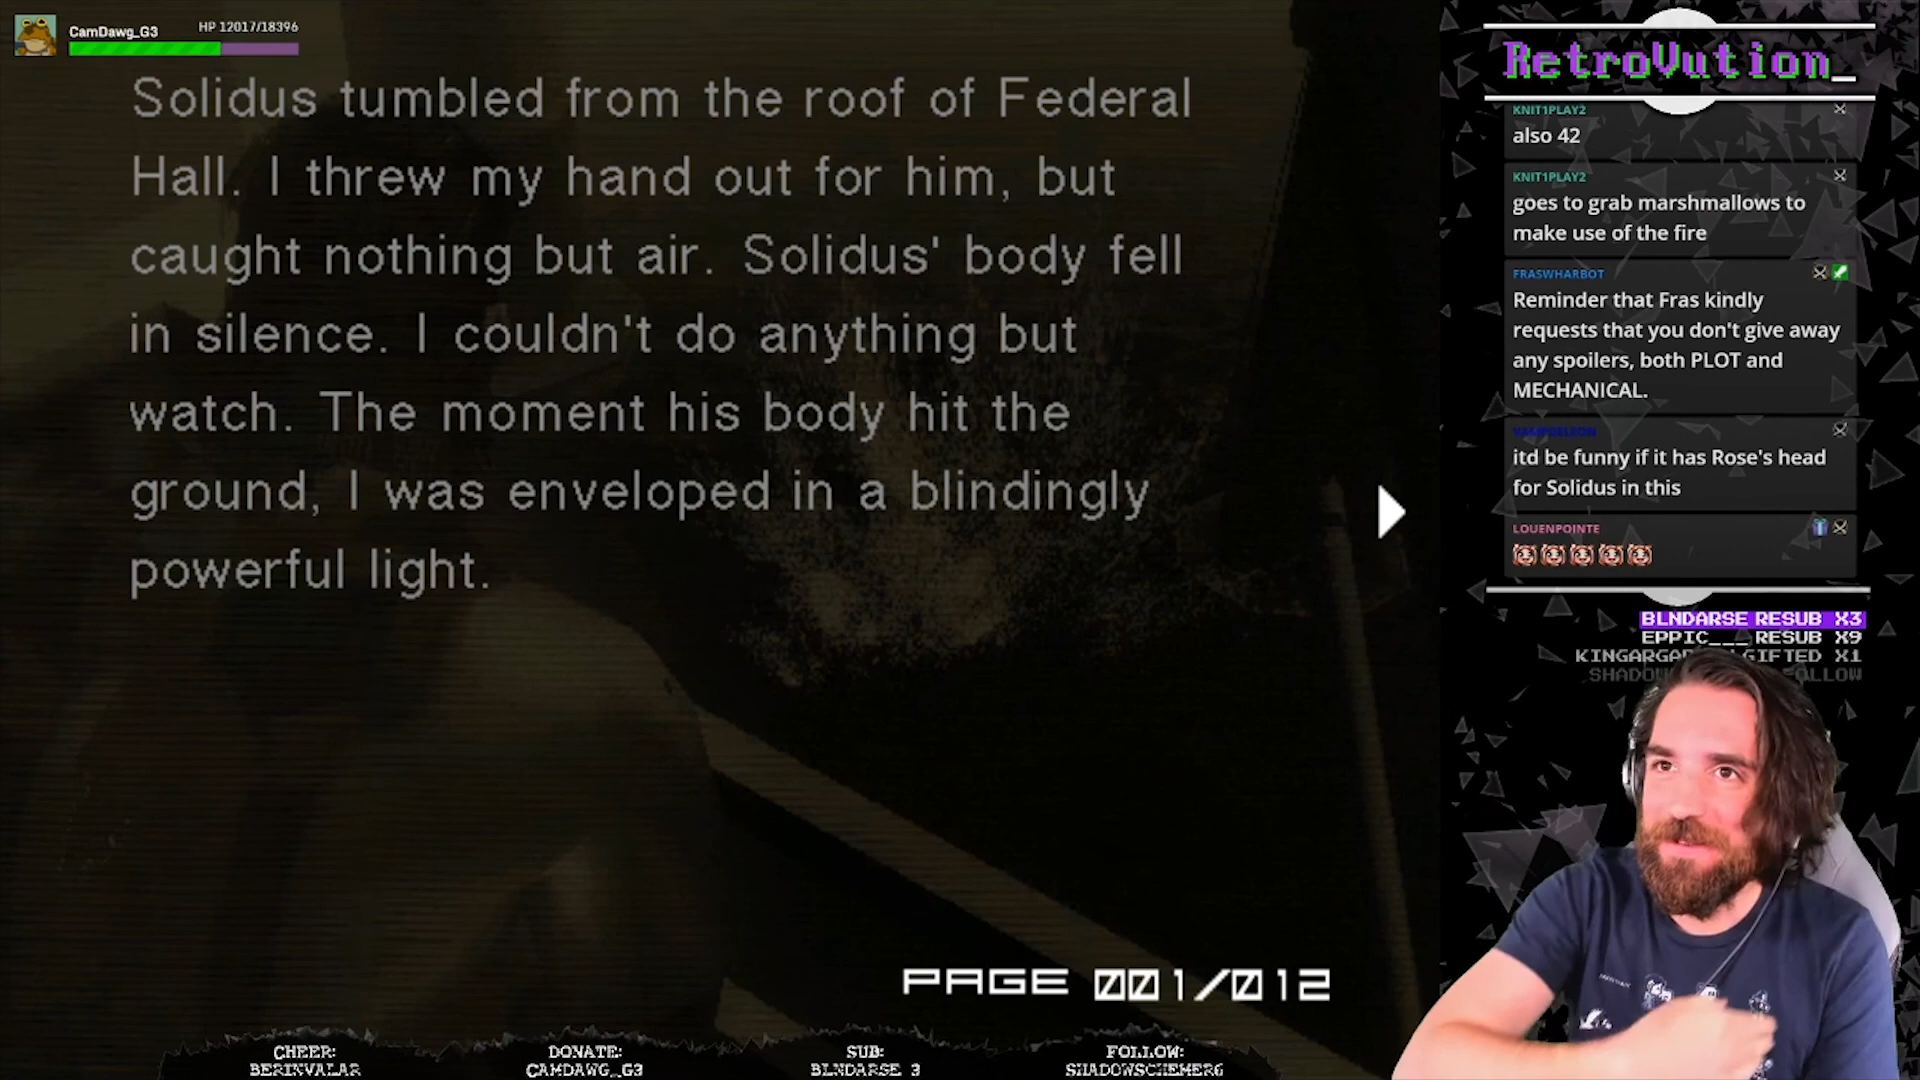 CamDawg_G3
HP 12017/18396
Solidus tumbled from the roof of Federal
Hall. I threw my hand out for him, but
caught nothing but air. Solidus' body fell
in silence. I couldn't do anything but
watch. The moment his body hit the
ground, I was enveloped in a blindingly
powerful light.
PAGE 001/012
RetroVution_
KNIT1PLAY2
also 42
KNIT1PLAY2
goes to grab marshmallows to
make use of the fire
FRASWHARBOT
Reminder that Fras kindly
requests that you don't give away
any spoilers, both PLOT and
MECHANICAL.
itd be funny if it has Rose's head
for Solidus in this
LOUENPOINTE
BLNDARSE RESUB X3
EPPIC___ RESUB X9
GIFTED X1
CHEER:
BERINVALAR
DONATE:
CAMDAWG_G3
SUB:
BLNDARSE 3
FOLLOW:
SHADOWSCHEMER6